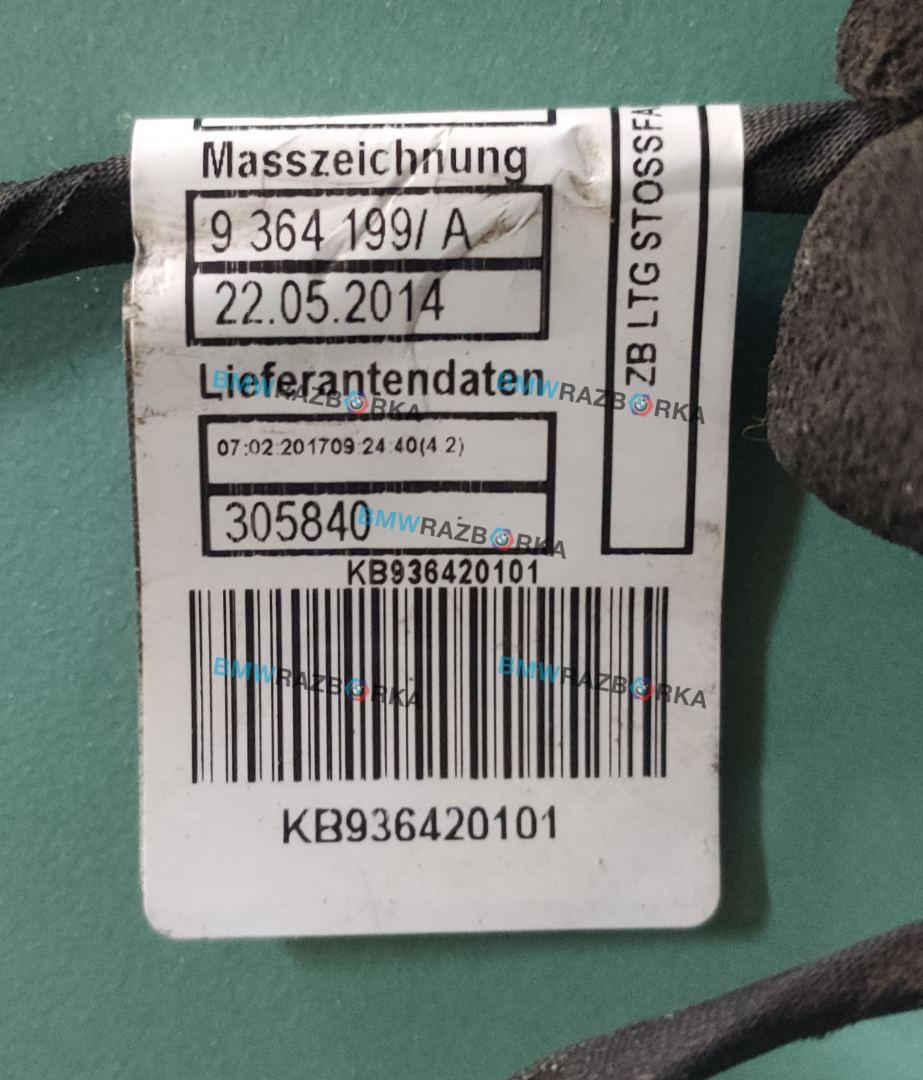 Masszeichnung
9 364 199/ A
22.05.2014
Lieferantendaten
07:02:201709:24:40(4.2)
305840
KB936420101
KB936420101
ZB LTG STOSSFA
BMWRAZBORKA
BMWRAZBORKA
BMWRAZBORKA
BMWRAZBORKA
BMWRAZBORKA